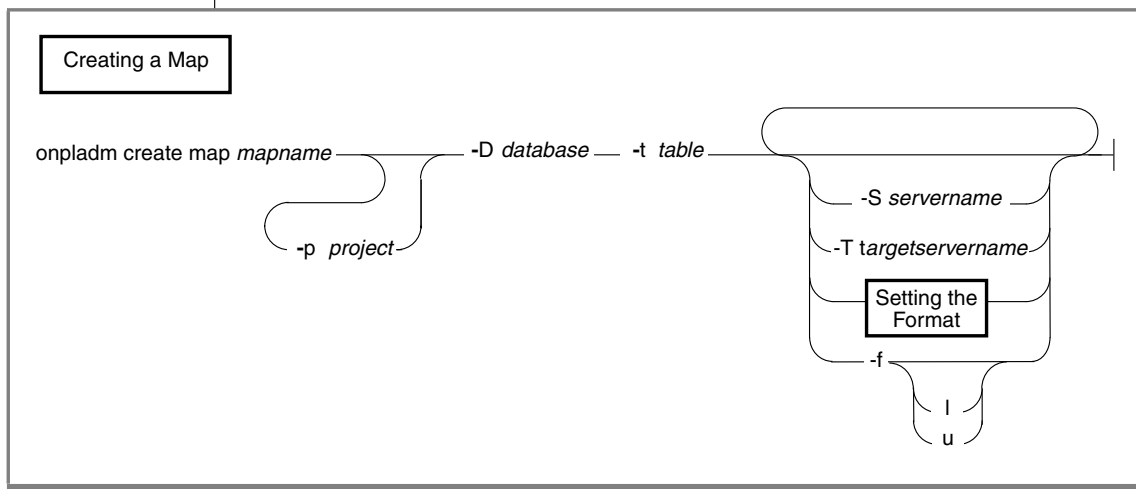 Creating a Map
onpladm create map mapname
-p project
-D database
-t table
-S servername
-T targetservername
Setting the
Format
-f
l
u